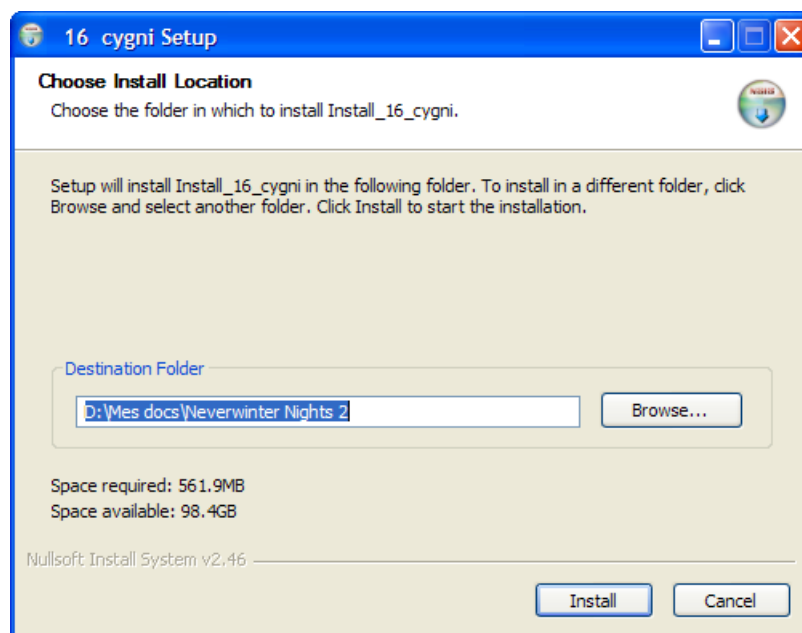 16 cygni Setup
Choose Install Location
Choose the folder in which to install Install_16_cygni.
Setup will install Install_16_cygni in the following folder. To install in a different folder, click
Browse and select another folder. Click Install to start the installation.
Destination Folder
D:\Mes docs\Neverwinter Nights 2
Browse...
Space required: 561.9MB
Space available: 98.4GB
Nullsoft Install System v2.46
Install
Cancel